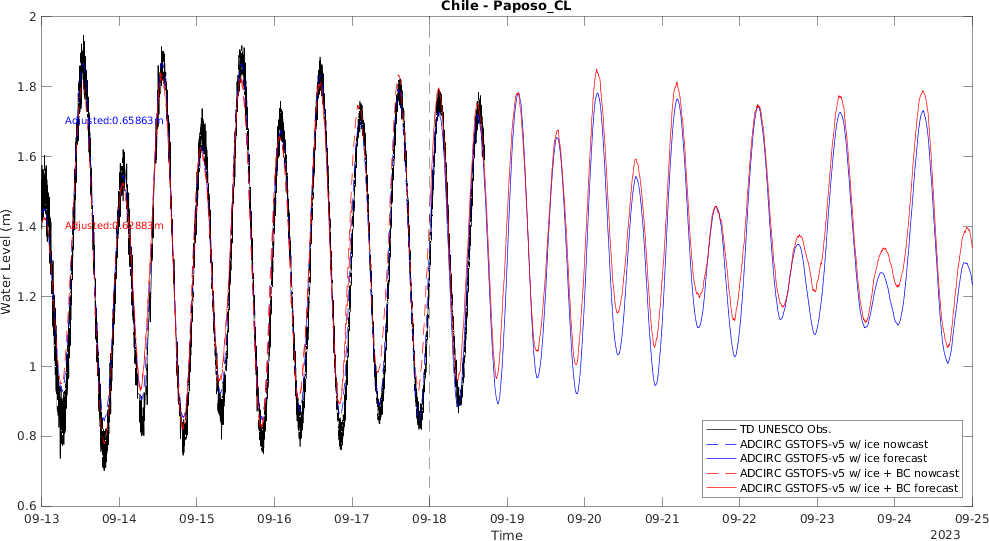 Chile - Paposo_CL
Water Level (m)
2
1.8
1.6
1.4
1.2
1
0.8
0.6
Adjusted:0.65863m
Adjusted:0.62883m
TD UNESCO Obs.
ADCIRC GSTOFS-v5 w/ ice nowcast
ADCIRC GSTOFS-v5 w/ ice forecast
ADCIRC GSTOFS-v5 w/ ice + BC nowcast
ADCIRC GSTOFS-v5 w/ ice + BC forecast
09-13 09-14 09-15 09-16 09-17 09-18 09-19 09-20 09-21 09-22 09-23 09-24 09-25
Time
2023